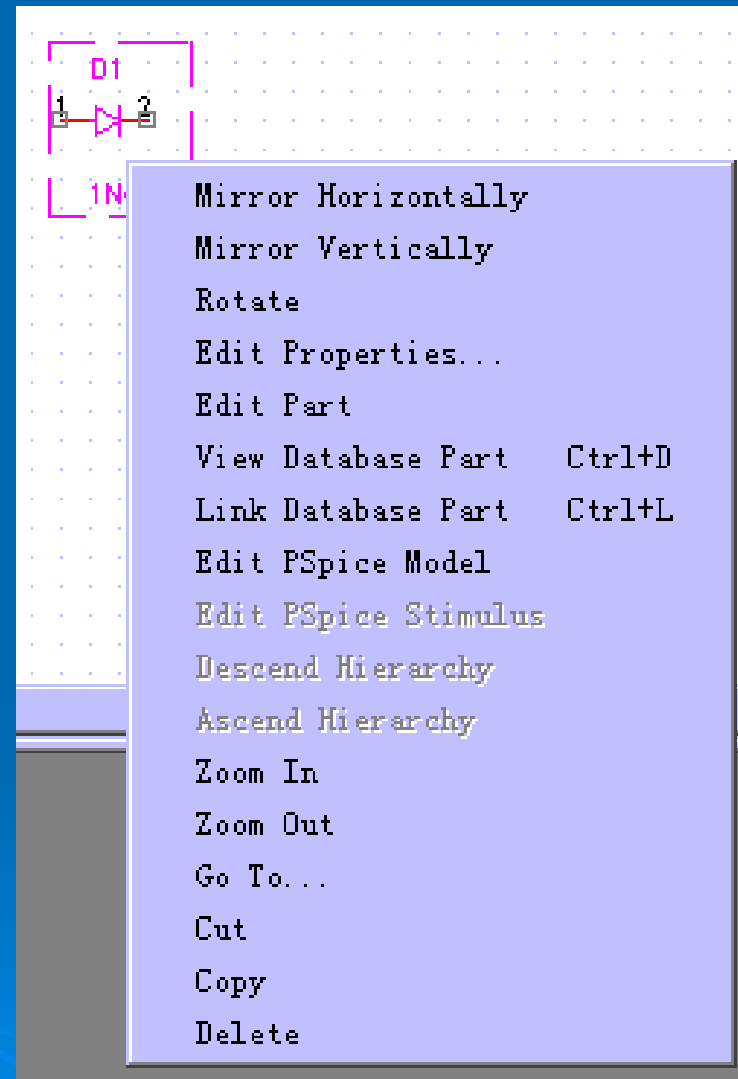 D1
1 2
1N
Mirror Horizontally
Mirror Vertically
Rotate
Edit Properties...
Edit Part
View Database Part Ctrl+D
Link Database Part Ctrl+L
Edit PSpice Model
Edit PSpice Stimulus
Descend Hierarchy
Ascend Hierarchy
Zoom In
Zoom Out
Go To...
Cut
Copy
Delete